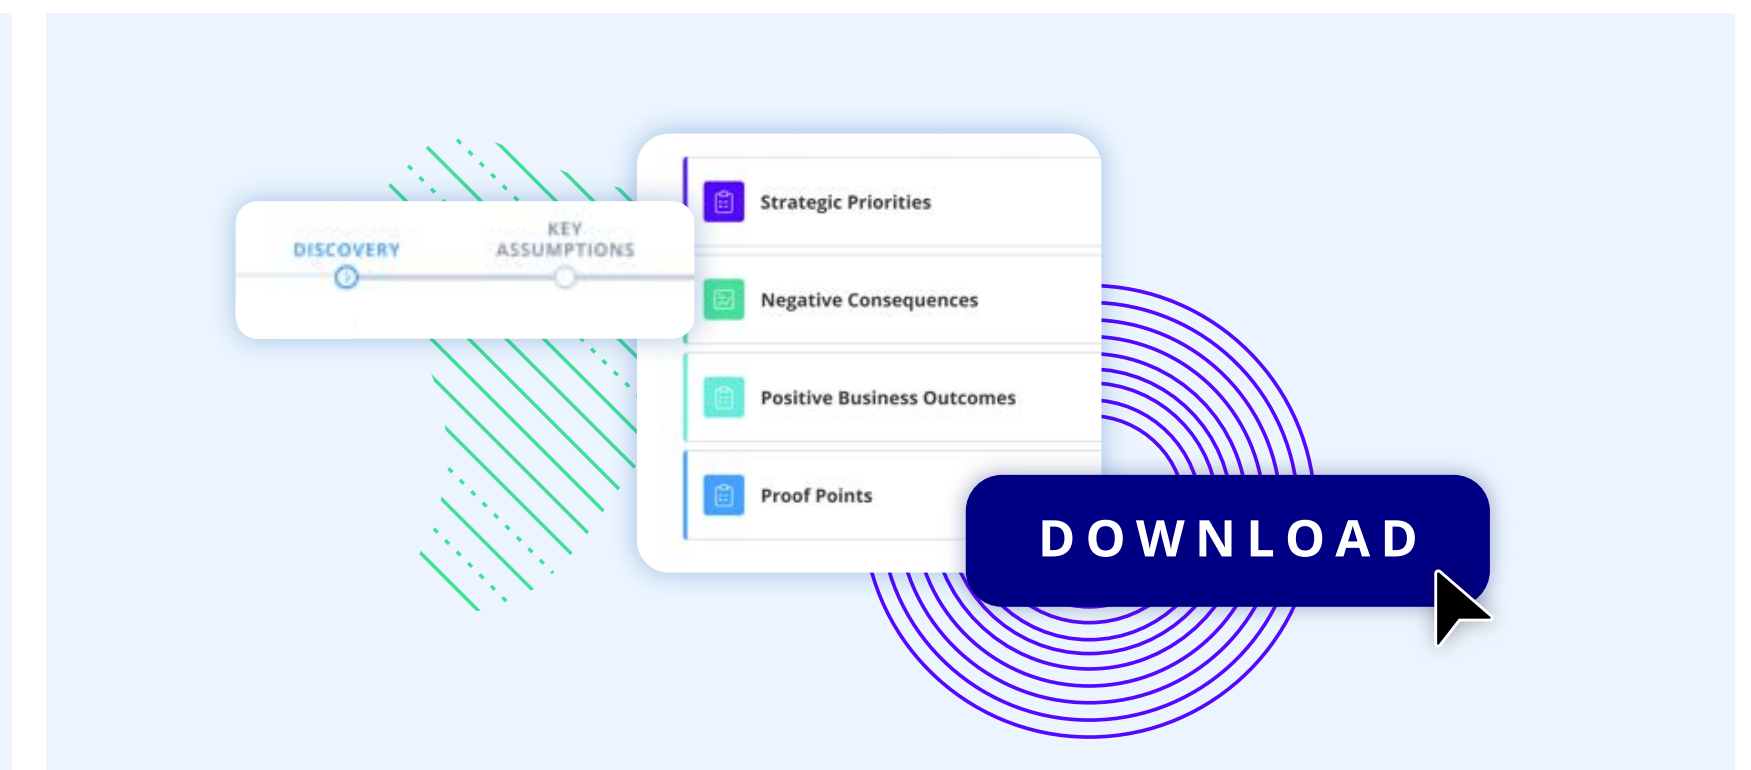 DISCOVERY
KEY
ASSUMPTIONS
Strategic Priorities
Negative Consequences
Positive Business Outcomes
Proof Points
DOWNLOAD